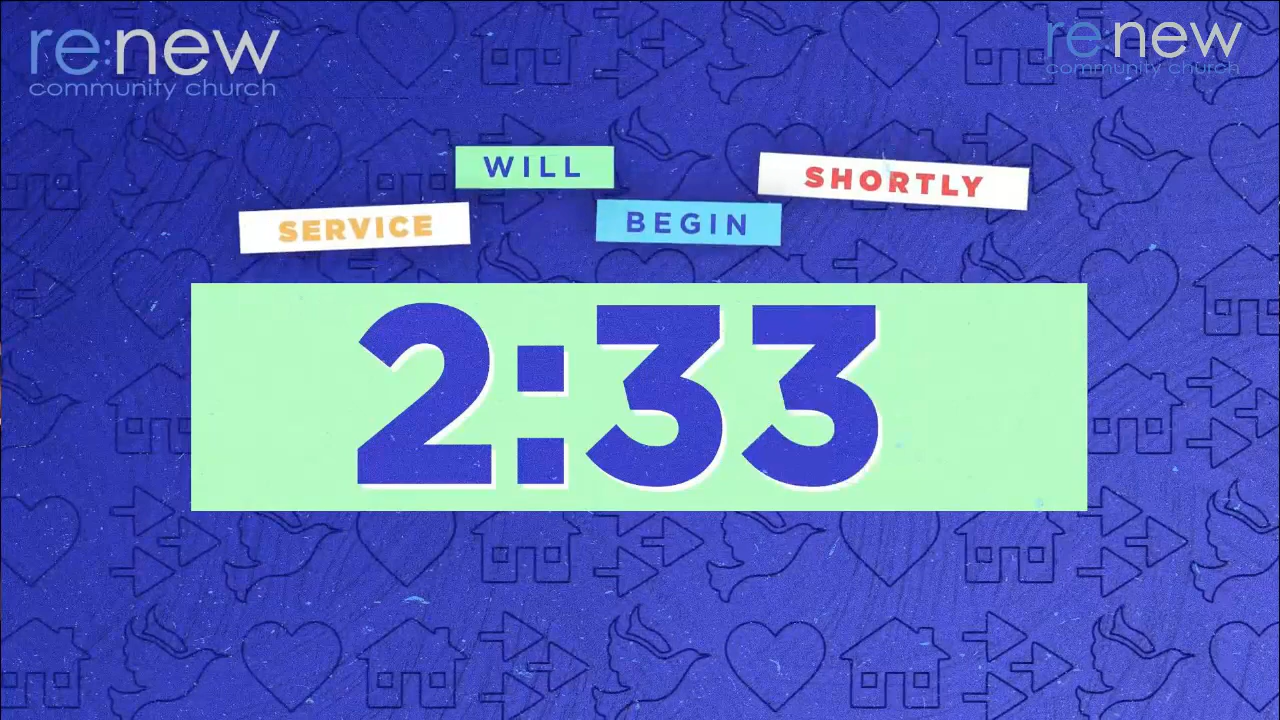 re:new
community church
re:new
community church
SERVICE WILL BEGIN SHORTLY
2:33